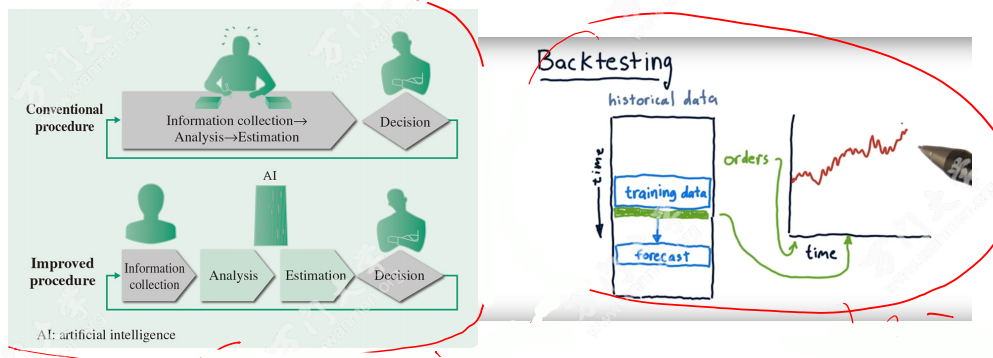 Conventional
procedure
Information collection→
Analysis→Estimation
Decision
AI
Improved
procedure
Information
collection
Analysis
Estimation
Decision
AI: artificial intelligence
Backtesting
historical data
time
training data
forecast
orders
time